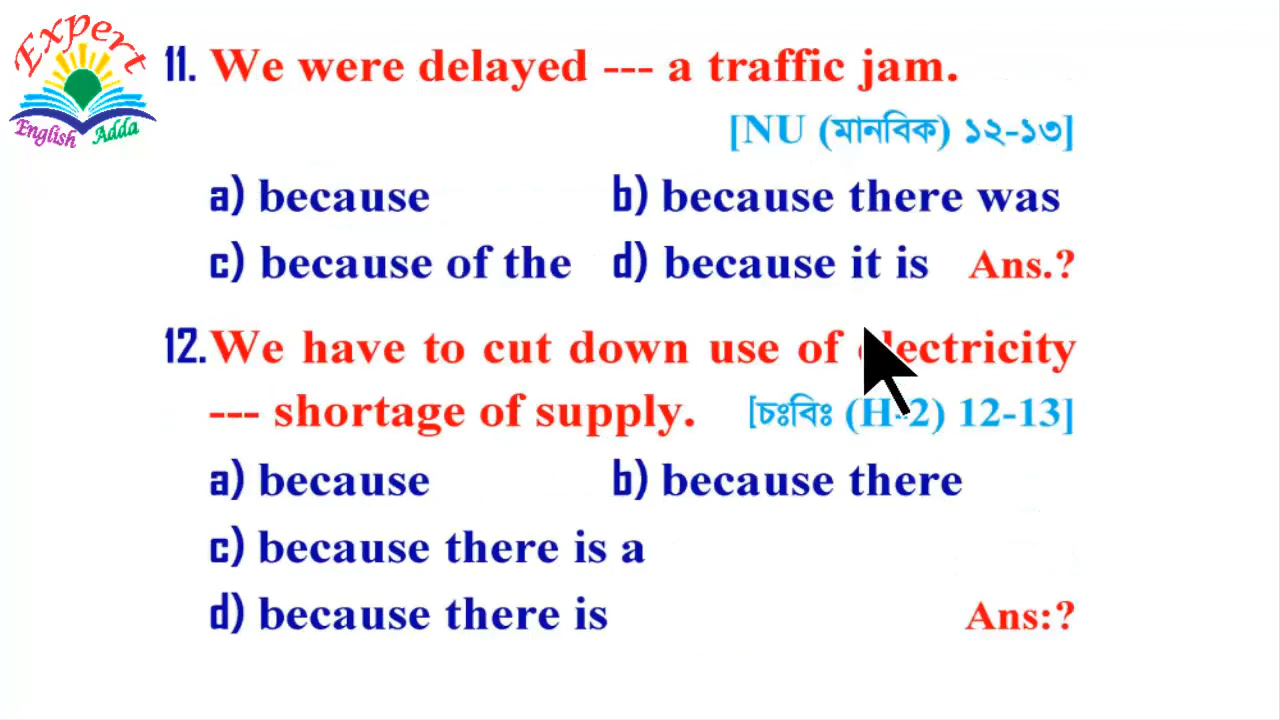 Expert
English Adda
11. We were delayed --- a traffic jam.
[NU (মানবিক) ১২-১৩]
a) because b) because there was
c) because of the d) because it is Ans.?
12. We have to cut down use of electricity
--- shortage of supply. [চঃবিঃ (H-2) 12-13]
a) because b) because there
c) because there is a
d) because there is Ans:?